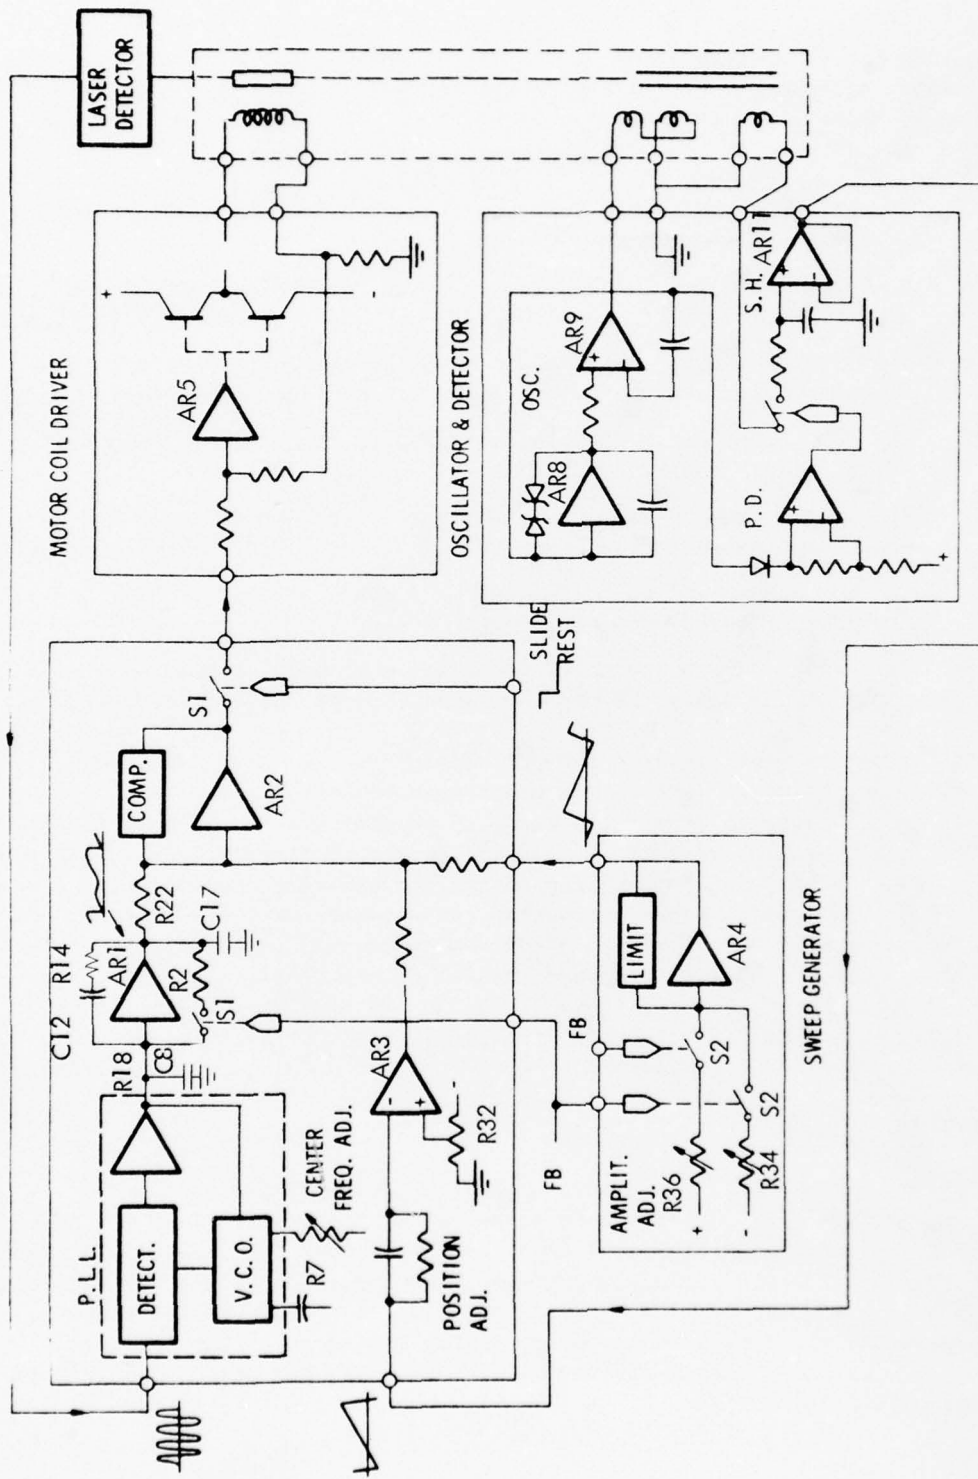 LASER
DETECTOR
MOTOR COIL DRIVER
+
-
AR5
OSCILLATOR & DETECTOR
OSC.
AR8
AR9
+
-
S.H.
AR11
+
-
P.D.
+
-
+
SLIDE
REST
S1
COMP.
AR2
R22
C17
R14
AR1
R2
S1
C12
R18
C8
P.L.L.
DETECT.
V.C.O.
R7
CENTER
FREQ. ADJ.
AR3
-
+
-
R32
POSITION
ADJ.
FB
FB
SWEEP GENERATOR
LIMIT
AR4
S2
S2
AMPLIT.
ADJ.
R36
R34
+
-